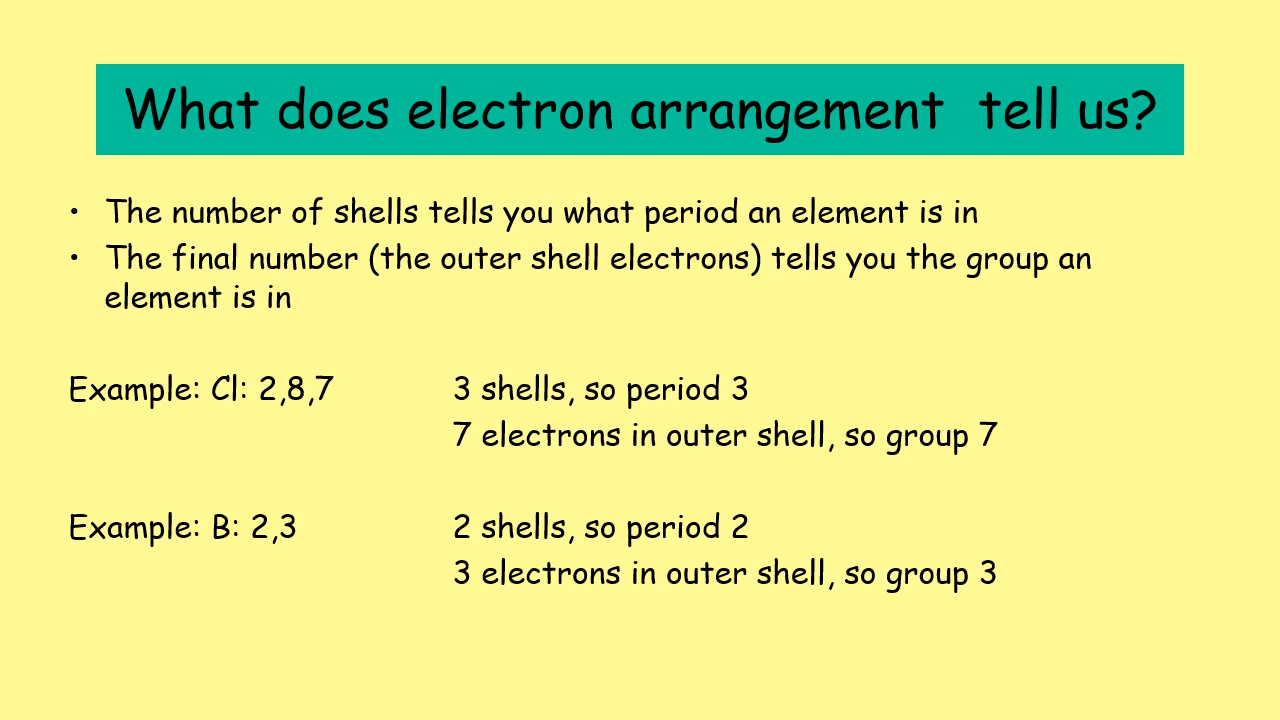 What does electron arrangement  tell us?
• The number of shells tells you what period an element is in
• The final number (the outer shell electrons) tells you the group an
element is in
Example: Cl: 2,8,7 3 shells, so period 3
7 electrons in outer shell, so group 7
Example: B: 2,3 2 shells, so period 2
3 electrons in outer shell, so group 3